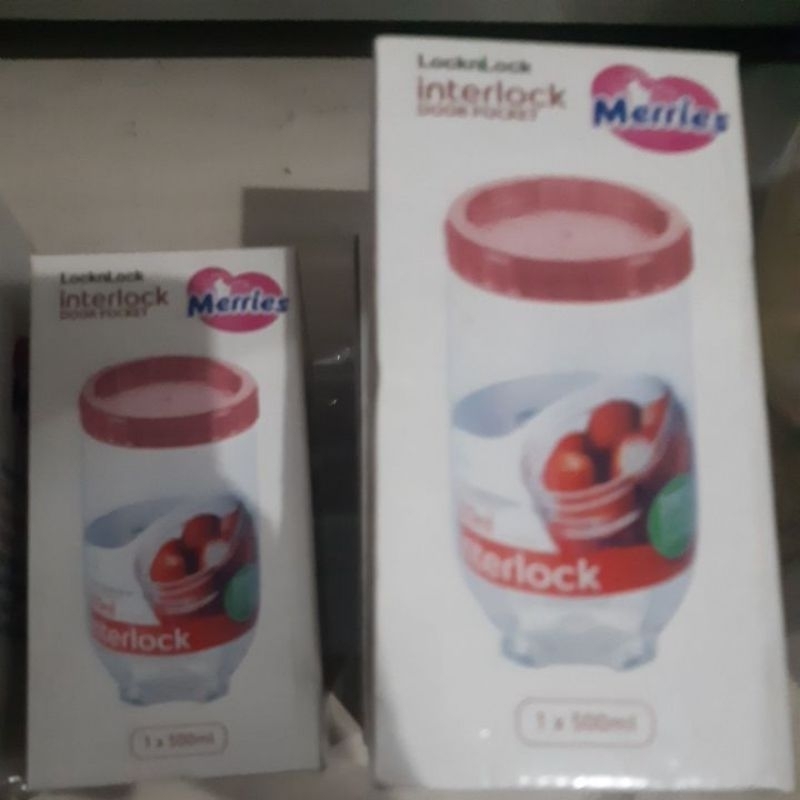 LocknLock
interlock
DOOR POCKET
Merries
interlock
1 x 500ml
LocknLock
interlock
DOOR POCKET
Merries
interlock
1 x 500ml